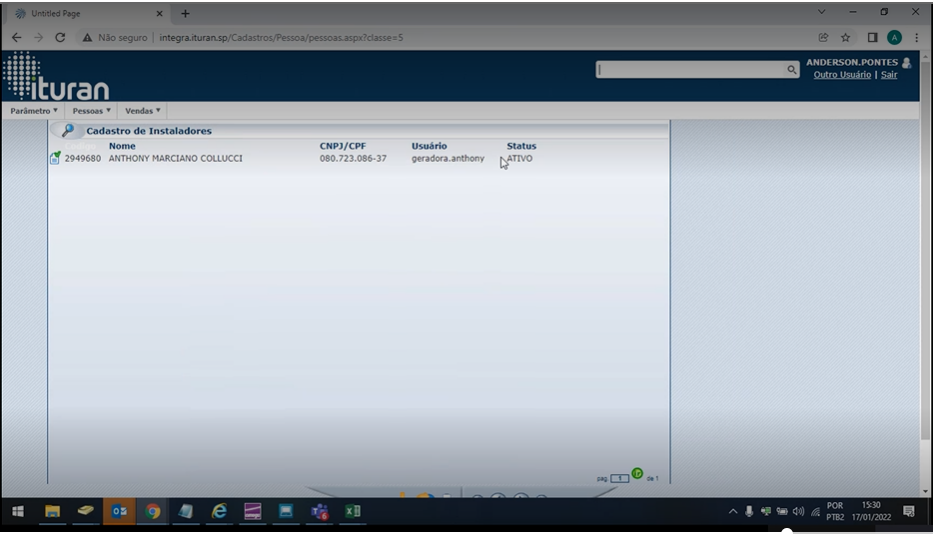 Untitled Page
Não seguro | integra.ituran.sp/Cadastros/Pessoa/pessoas.aspx?classe=5
A
ituran
ANDERSON.PONTES
Outro Usuário | Sair
Parâmetro Pessoas Vendas
Cadastro de Instaladores
Código Nome CNPJ/CPF Usuário Status
2949680 ANTHONY MARCIANO COLLUCCI 080.723.086-37 geradora.anthony ATIVO
pag. 1 de 1
POR 15:30
PTB2 17/01/2022